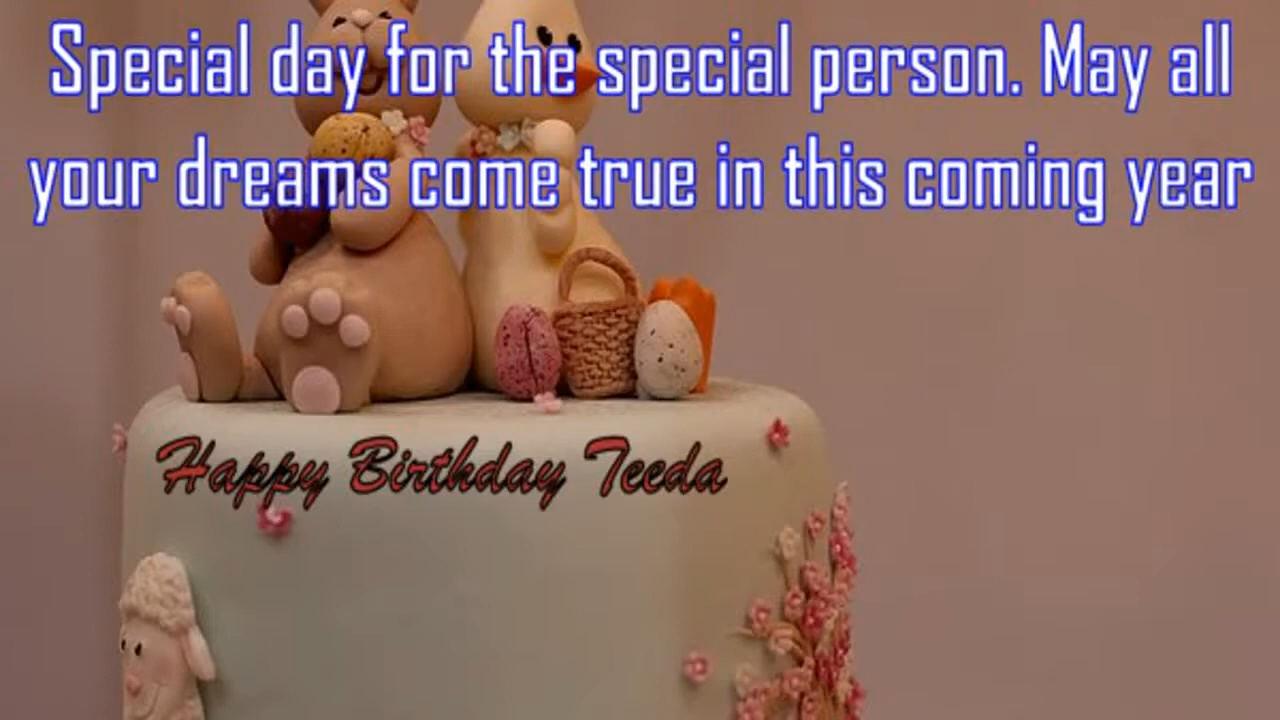 Special day for the special person. May all
your dreams come true in this coming year
Happy Birthday Teeda